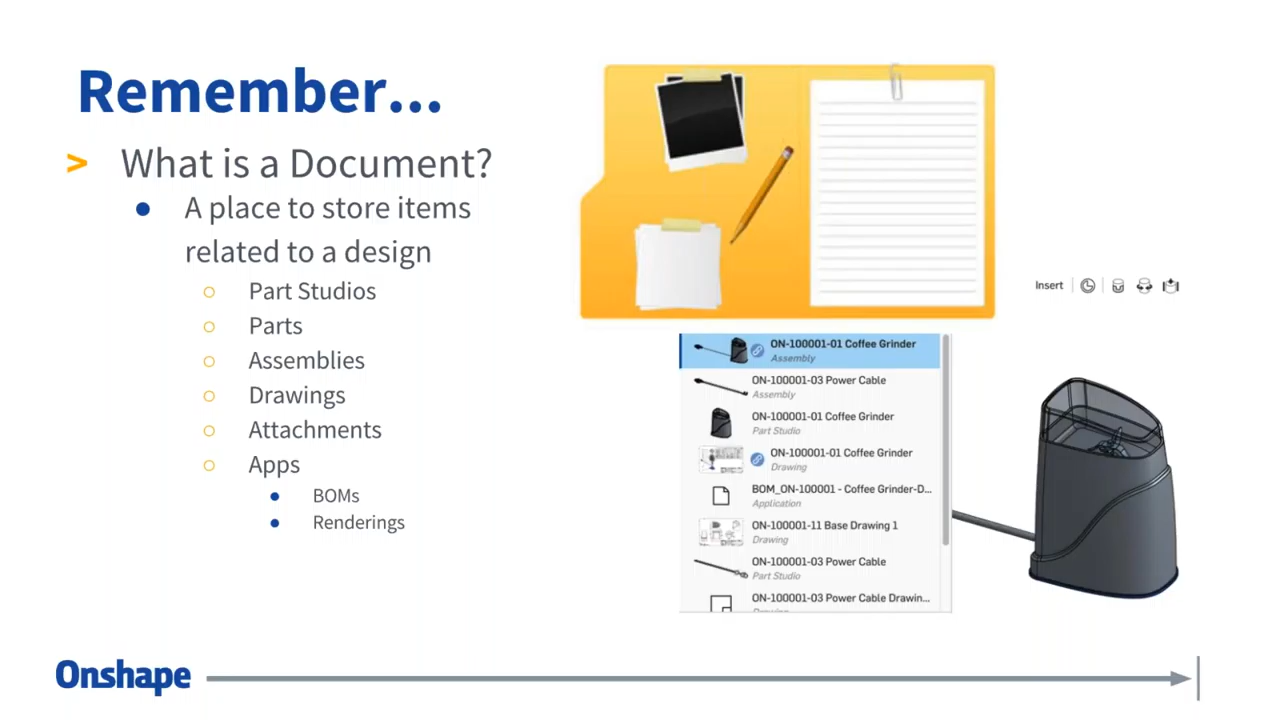 Remember...
> What is a Document?
● A place to store items
related to a design
○ Part Studios
○ Parts
○ Assemblies
○ Drawings
○ Attachments
○ Apps
● BOMs
● Renderings
Insert
ON-100001-01 Coffee Grinder
Assembly
ON-100001-03 Power Cable
Assembly
ON-100001-01 Coffee Grinder
Part Studio
ON-100001-01 Coffee Grinder
Drawing
BOM_ON-100001 - Coffee Grinder-D...
Application
ON-100001-11 Base Drawing 1
Drawing
ON-100001-03 Power Cable
Part Studio
ON-100001-03 Power Cable Drawin...
Drawing
Onshape